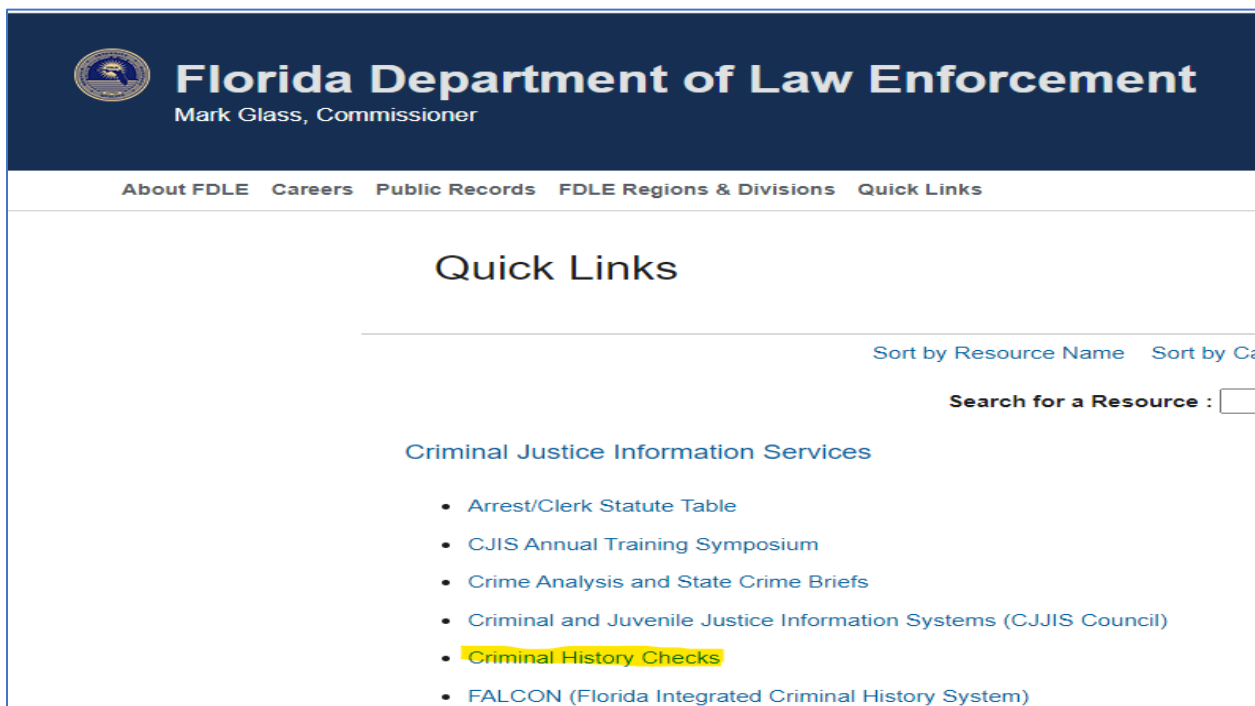 Florida Department of Law Enforcement
Mark Glass, Commissioner
About FDLE Careers Public Records FDLE Regions & Divisions Quick Links
Quick Links
Sort by Resource Name Sort by Ca
Search for a Resource :
Criminal Justice Information Services
• Arrest/Clerk Statute Table
• CJIS Annual Training Symposium
• Crime Analysis and State Crime Briefs
• Criminal and Juvenile Justice Information Systems (CJJIS Council)
• Criminal History Checks
• FALCON (Florida Integrated Criminal History System)